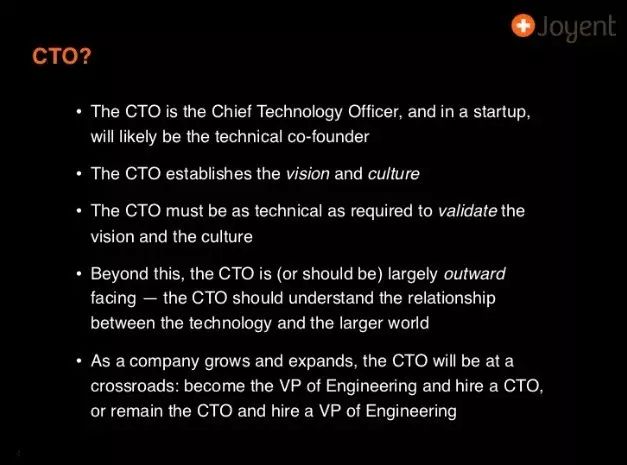 Joyent
CTO?
• The CTO is the Chief Technology Officer, and in a startup,
will likely be the technical co-founder
• The CTO establishes the vision and culture
• The CTO must be as technical as required to validate the
vision and the culture
• Beyond this, the CTO is (or should be) largely outward
facing — the CTO should understand the relationship
between the technology and the larger world
• As a company grows and expands, the CTO will be at a
crossroads: become the VP of Engineering and hire a CTO,
or remain the CTO and hire a VP of Engineering